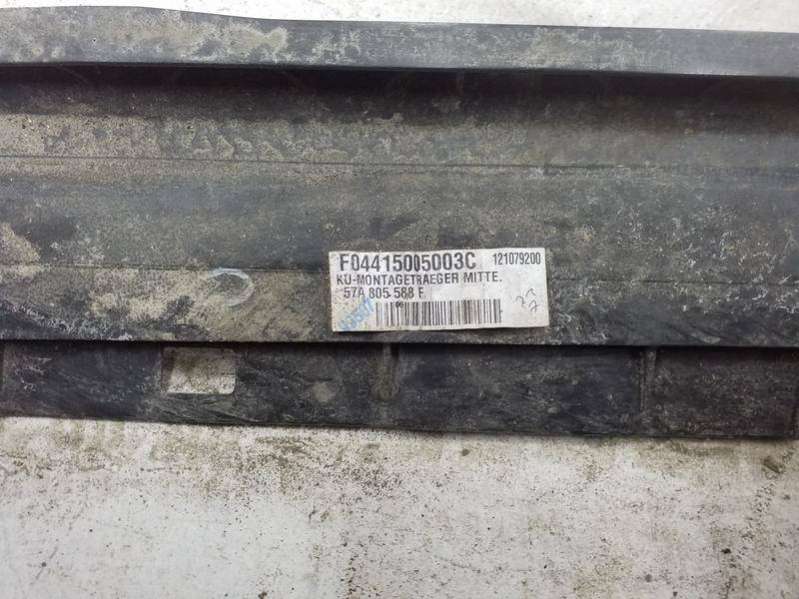 F04415005003C 121079200
KU-MONTAGETRAEGER MITTE.
57A 805 588 F